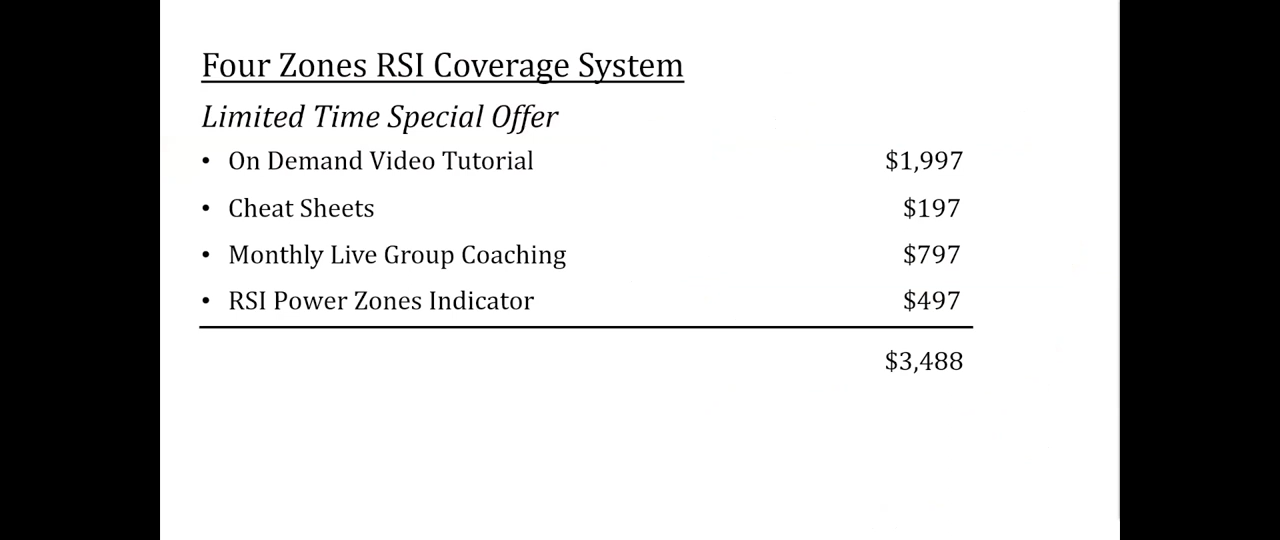 Four Zones RSI Coverage System
Limited Time Special Offer
• On Demand Video Tutorial $1,997
• Cheat Sheets $197
• Monthly Live Group Coaching $797
• RSI Power Zones Indicator $497
$3,488